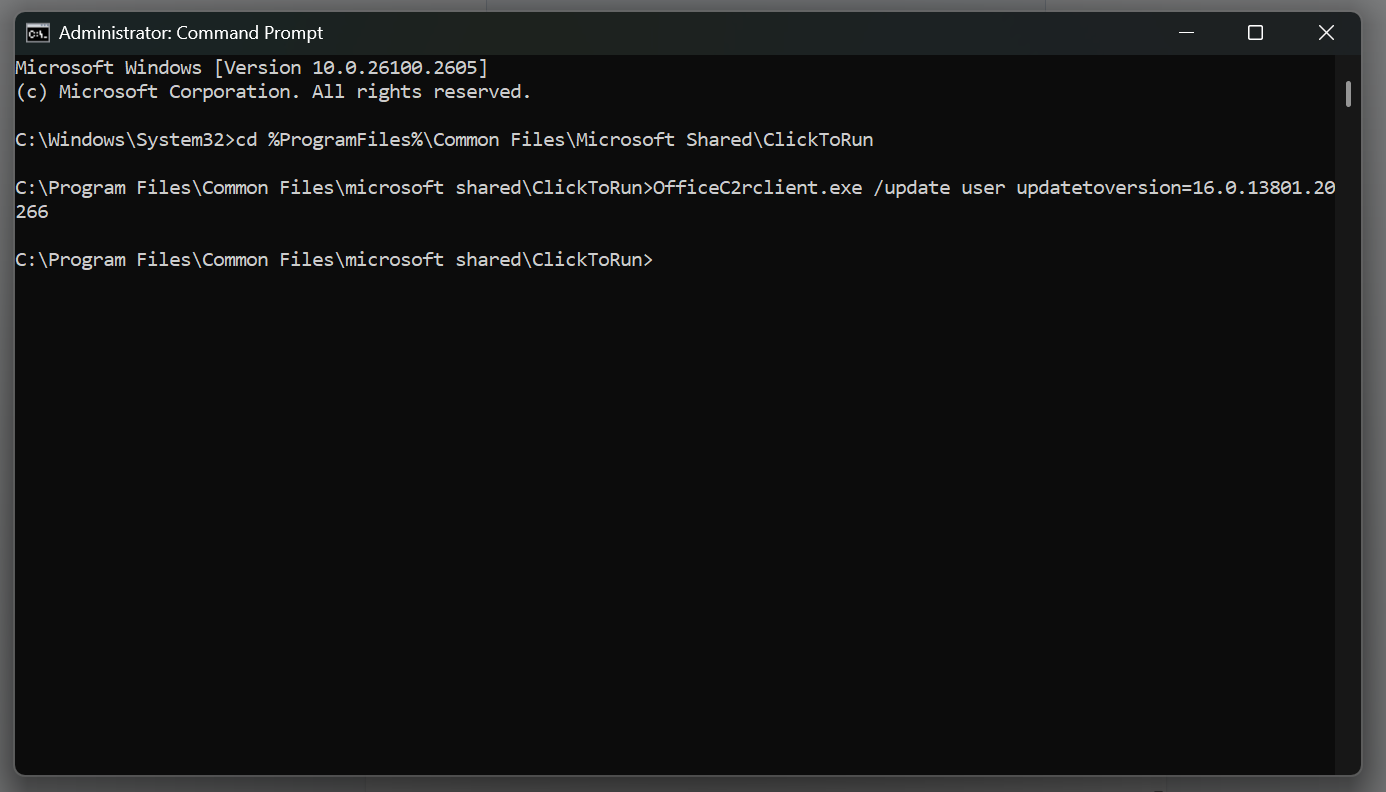 Administrator: Command Prompt
Microsoft Windows [Version 10.0.26100.2605]
(c) Microsoft Corporation. All rights reserved.
C:\Windows\System32>cd %ProgramFiles%\Common Files\Microsoft Shared\ClickToRun
C:\Program Files\Common Files\microsoft shared\ClickToRun>OfficeC2rclient.exe /update user updatetoversion=16.0.13801.20
266
C:\Program Files\Common Files\microsoft shared\ClickToRun>